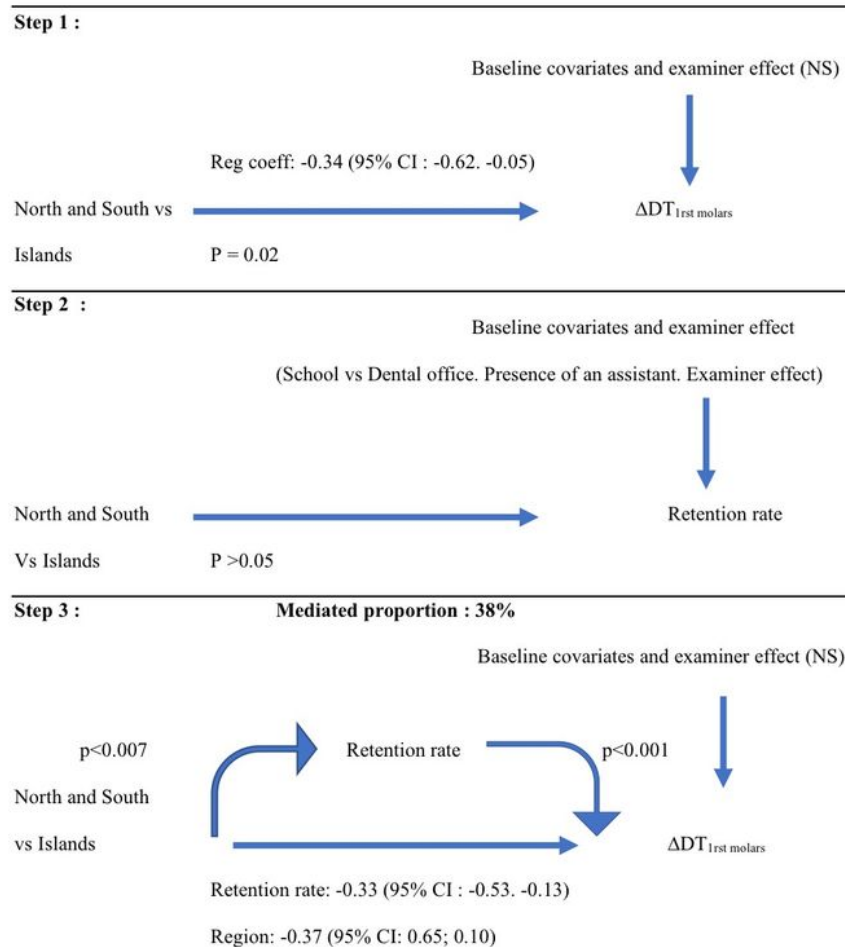 Step 1 :
Baseline covariates and examiner effect (NS)
Reg coeff: -0.34 (95% CI : -0.62. -0.05)
North and South vs
ΔDT1rst molars
Islands
P = 0.02
Step 2 :
Baseline covariates and examiner effect
(School vs Dental office. Presence of an assistant. Examiner effect)
North and South
Retention rate
Vs Islands
P >0.05
Step 3 :
Mediated proportion : 38%
Baseline covariates and examiner effect (NS)
p<0.007
Retention rate
p<0.001
North and South
vs Islands
ΔDT1rst molars
Retention rate: -0.33 (95% CI : -0.53. -0.13)
Region: -0.37 (95% CI: 0.65; 0.10)